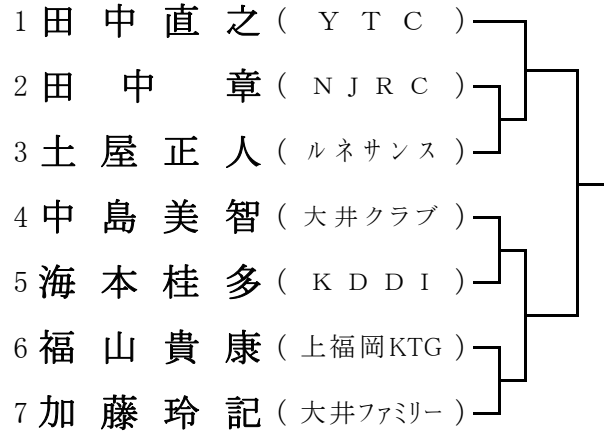 1 田中直之 ( YTC )
2 田中章 ( NJRC )
3 土屋正人 ( ルネサンス )
4 中島美智 ( 大井クラブ )
5 海本桂多 ( KDDI )
6 福山貴康 ( 上福岡KTG )
7 加藤玲記 ( 大井ファミリー )